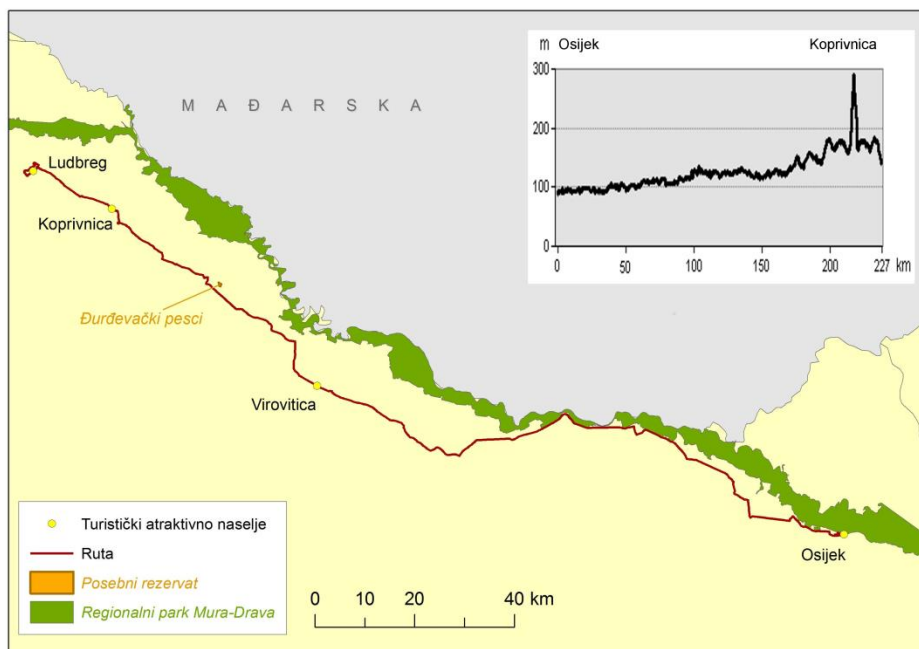 m Osijek Koprivnica
300
200
100
0
0 50 100 150 200 227 km
MAĐARSKA
Ludbreg
Koprivnica
Đurđevački pesci
Virovitica
Osijek
Turistički atraktivno naselje
Ruta
Posebni rezervat
Regionalni park Mura-Drava
0 10 20 40 km